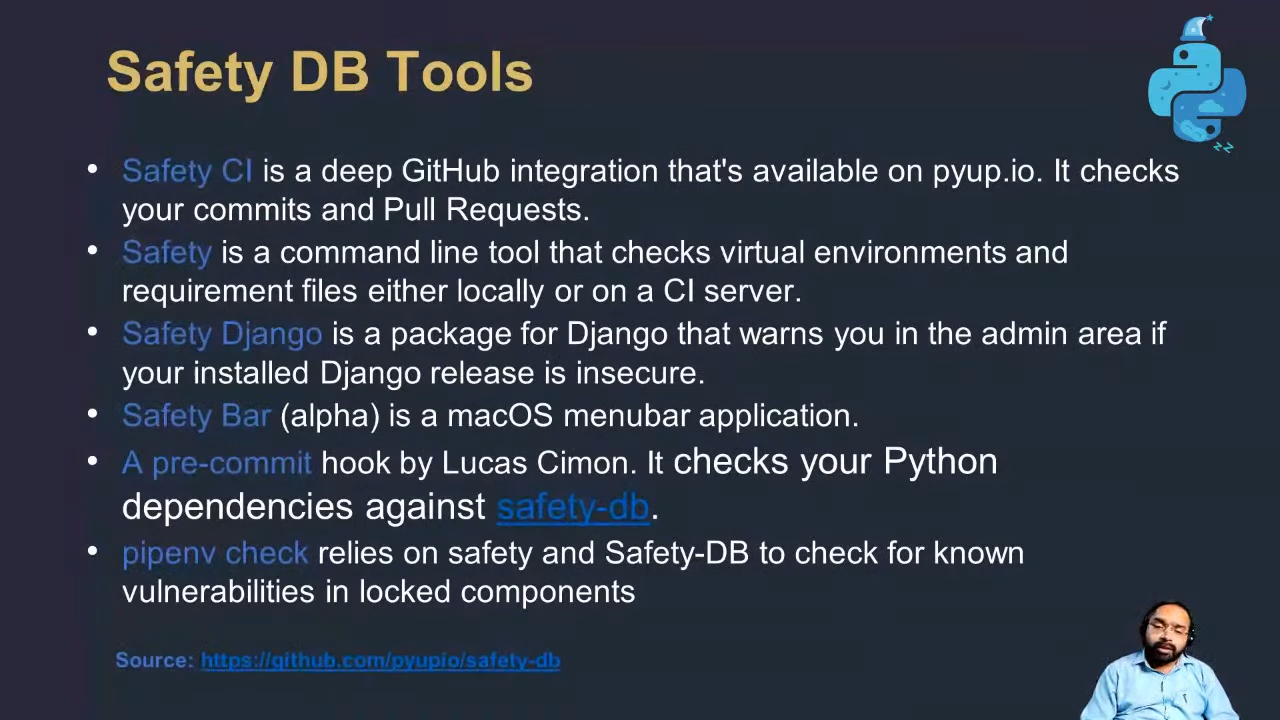 Safety DB Tools
• Safety CI is a deep GitHub integration that's available on pyup.io. It checks
your commits and Pull Requests.
• Safety is a command line tool that checks virtual environments and
requirement files either locally or on a CI server.
• Safety Django is a package for Django that warns you in the admin area if
your installed Django release is insecure.
• Safety Bar (alpha) is a macOS menubar application.
• A pre-commit hook by Lucas Cimon. It checks your Python
dependencies against safety-db.
• pipenv check relies on safety and Safety-DB to check for known
vulnerabilities in locked components
Source: https://github.com/pyupio/safety-db
zz